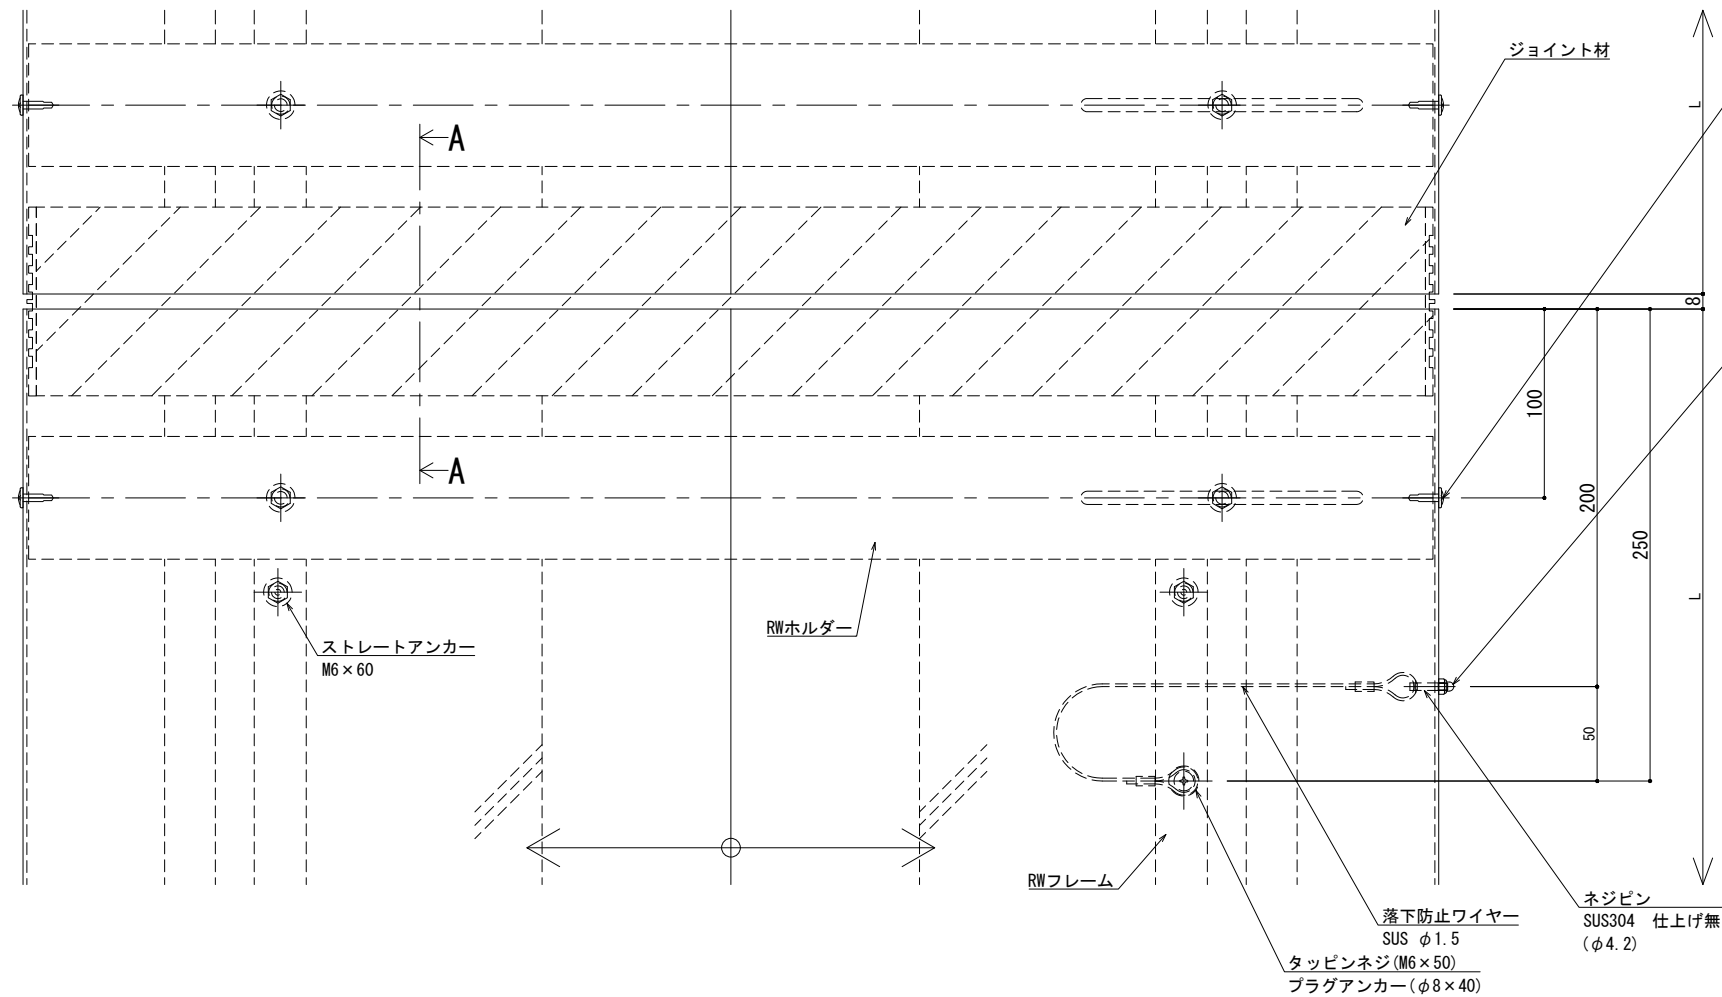 ジョイント材
L
A
8
100
A
200
250
L
RWホルダー
ストレートアンカー
M6×60
50
RWフレーム
ネジピン
SUS304 仕上げ無
(φ4.2)
落下防止ワイヤー
SUS φ1.5
タッピンネジ(M6×50)
プラグアンカー(φ8×40)